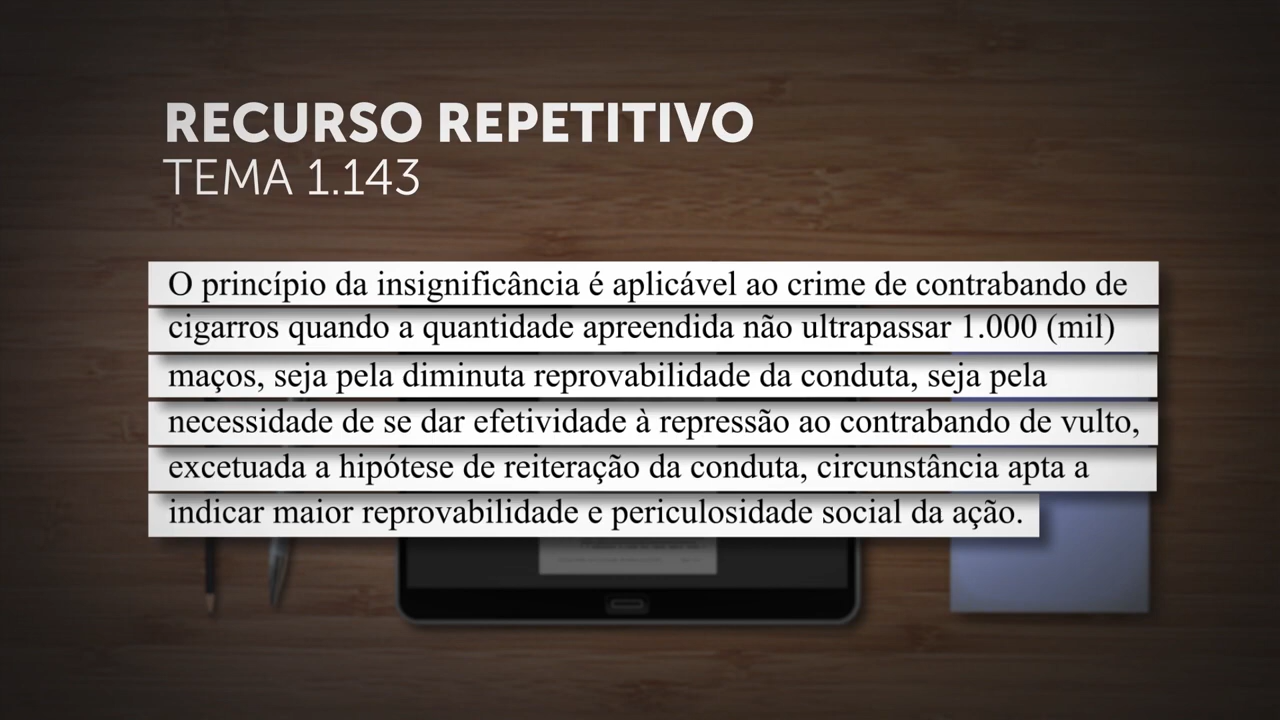 RECURSO REPETITIVO
TEMA 1.143
O princípio da insignificância é aplicável ao crime de contrabando de
cigarros quando a quantidade apreendida não ultrapassar 1.000 (mil)
maços, seja pela diminuta reprovabilidade da conduta, seja pela
necessidade de se dar efetividade à repressão ao contrabando de vulto,
excetuada a hipótese de reiteração da conduta, circunstância apta a
indicar maior reprovabilidade e periculosidade social da ação.